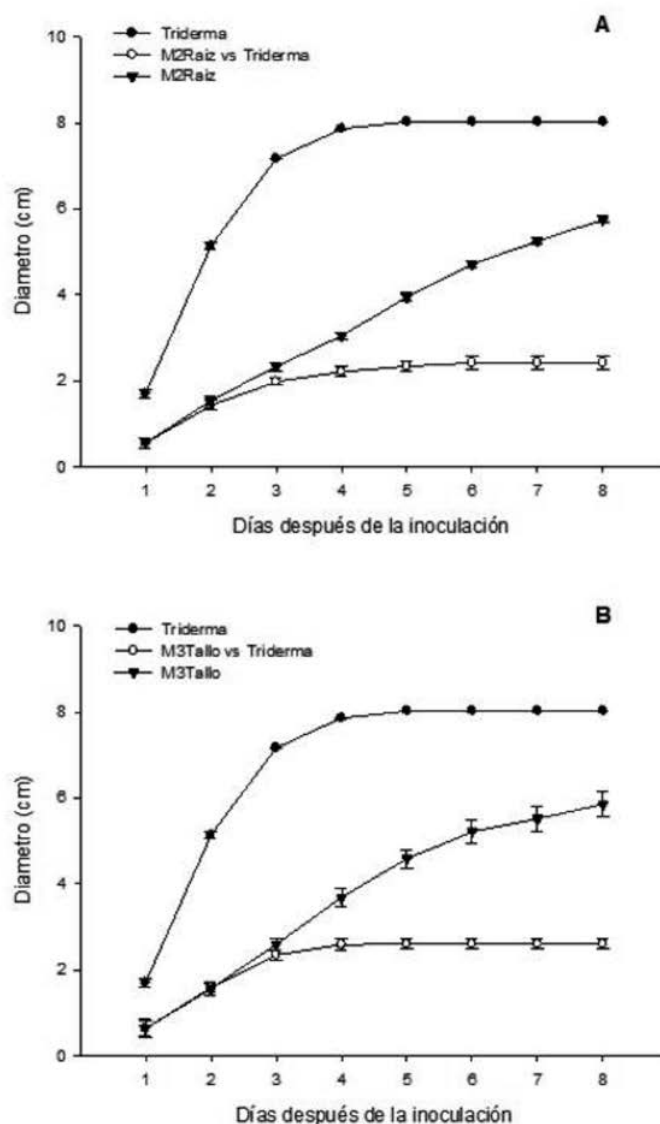 A
Triderma
M2Raiz vs Triderma
M2Raiz
10
8
6
4
2
0
Diametro (cm)
1 2 3 4 5 6 7 8
Días después de la inoculación
B
Triderma
M3Tallo vs Triderma
M3Tallo
10
8
6
4
2
0
Diametro (cm)
1 2 3 4 5 6 7 8
Días después de la inoculación